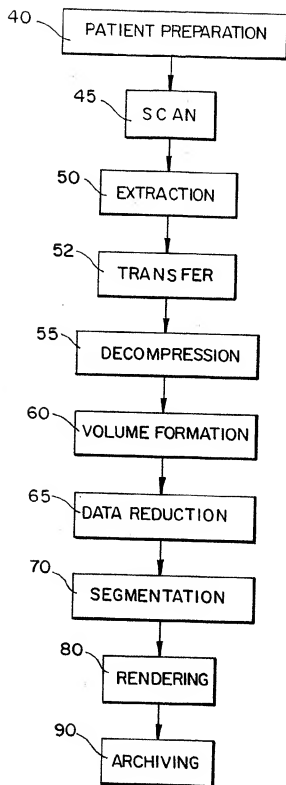 40
PATIENT PREPARATION
45
SCAN
50
EXTRACTION
52
TRANSFER
55
DECOMPRESSION
60
VOLUME FORMATION
65
DATA REDUCTION
70
SEGMENTATION
80
RENDERING
90
ARCHIVING